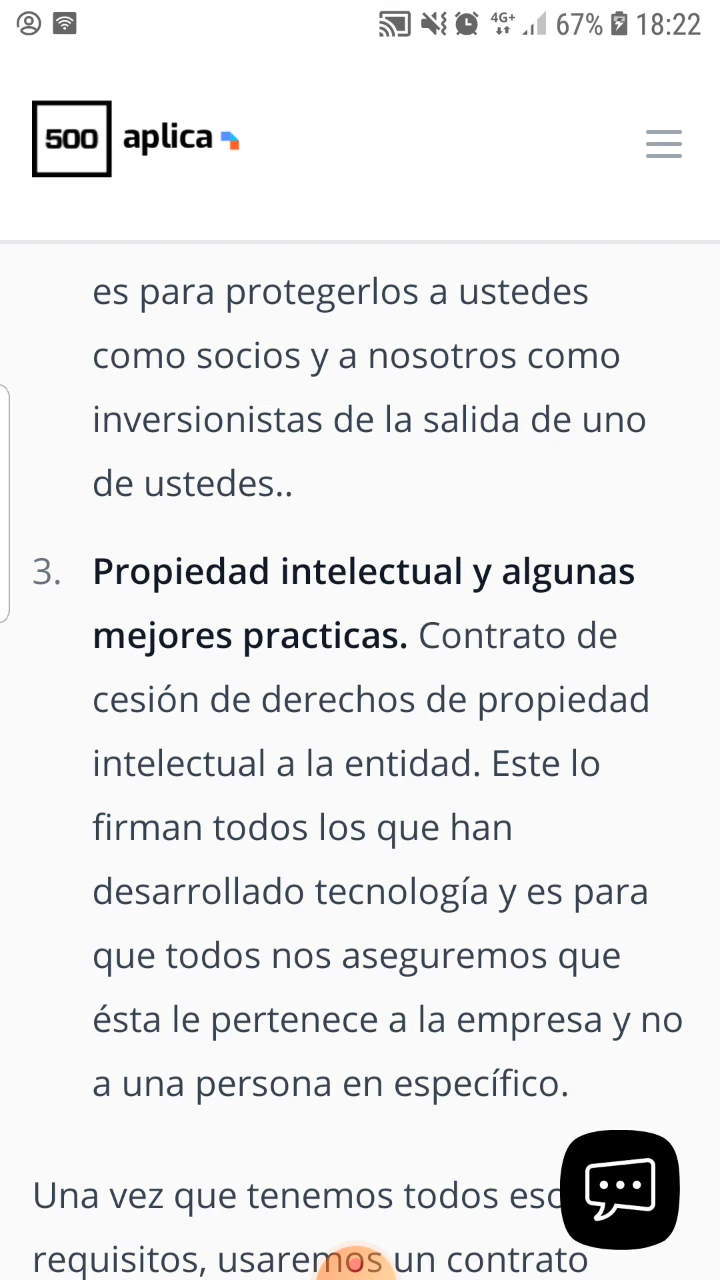 4G+ 67% 18:22
500 aplica
es para protegerlos a ustedes
como socios y a nosotros como
inversionistas de la salida de uno
de ustedes..
3. Propiedad intelectual y algunas
mejores practicas. Contrato de
cesión de derechos de propiedad
intelectual a la entidad. Este lo
firman todos los que han
desarrollado tecnología y es para
que todos nos aseguremos que
ésta le pertenece a la empresa y no
a una persona en específico.
Una vez que tenemos todos
requisitos, usaremos un contrato